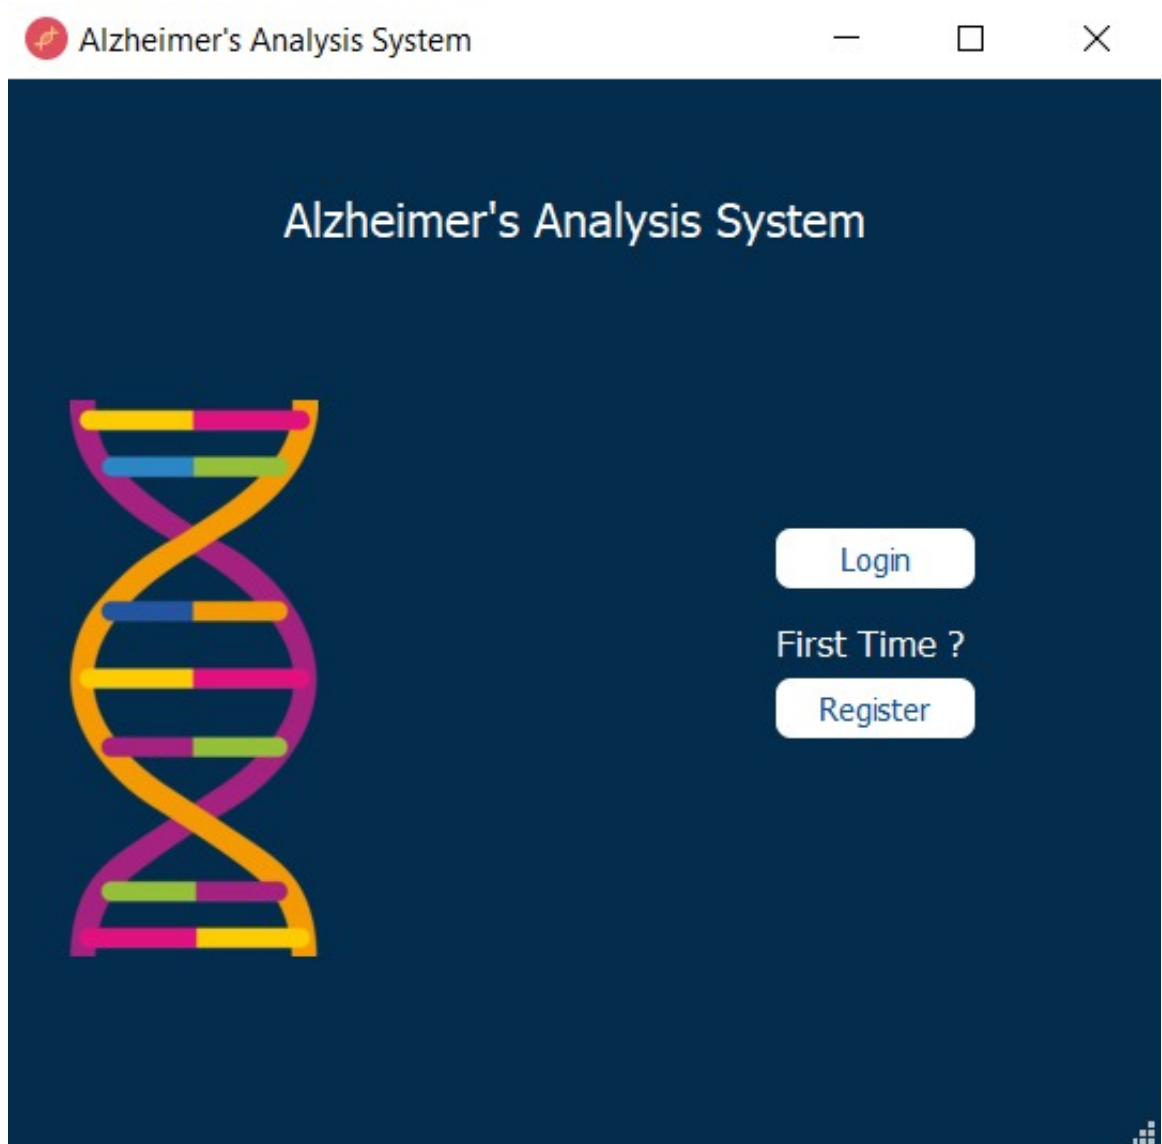 Alzheimer's Analysis System
Alzheimer's Analysis System
Login
First Time ?
Register